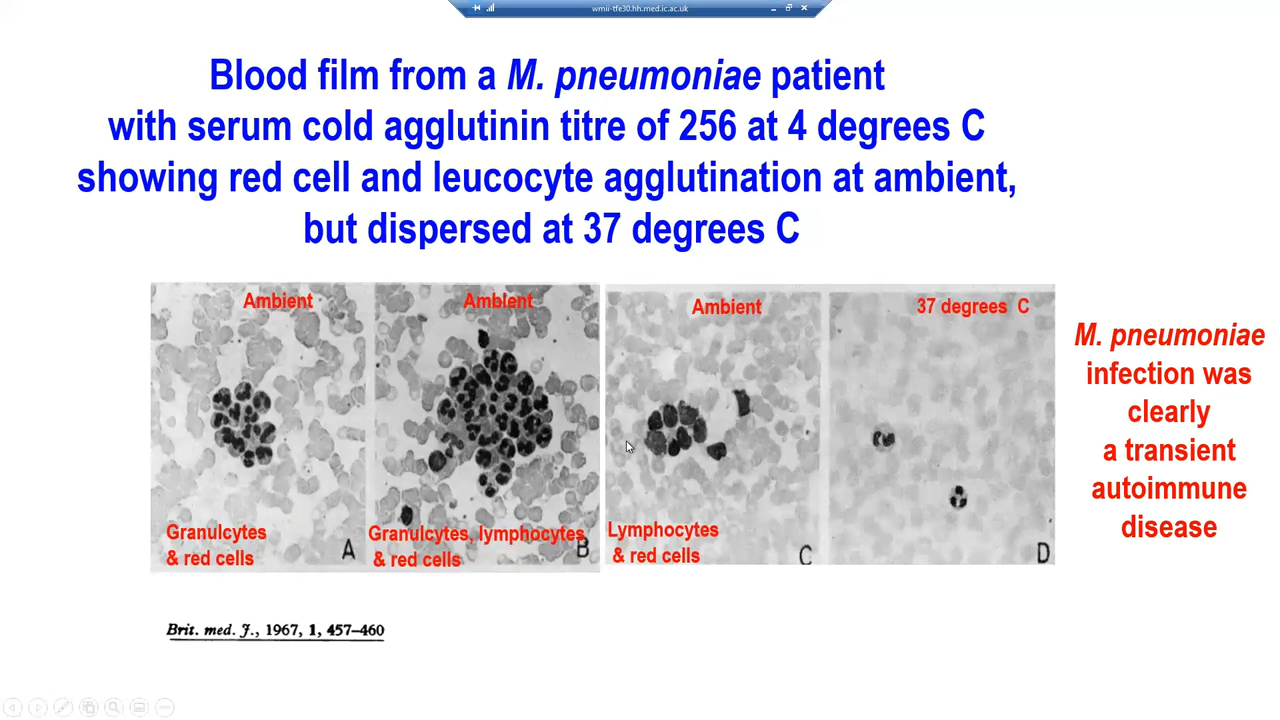 wmii-tfe30.hh.med.ic.ac.uk
Blood film from a M. pneumoniae patient
with serum cold agglutinin titre of 256 at 4 degrees C
showing red cell and leucocyte agglutination at ambient,
but dispersed at 37 degrees C
Ambient
Granulcytes
& red cells
A
Ambient
Granulcytes, lymphocytes
& red cells
B
Ambient
Lymphocytes
& red cells
C
37 degrees C
D
M. pneumoniae
infection was
clearly
a transient
autoimmune
disease
Brit. med. J., 1967, 1, 457–460